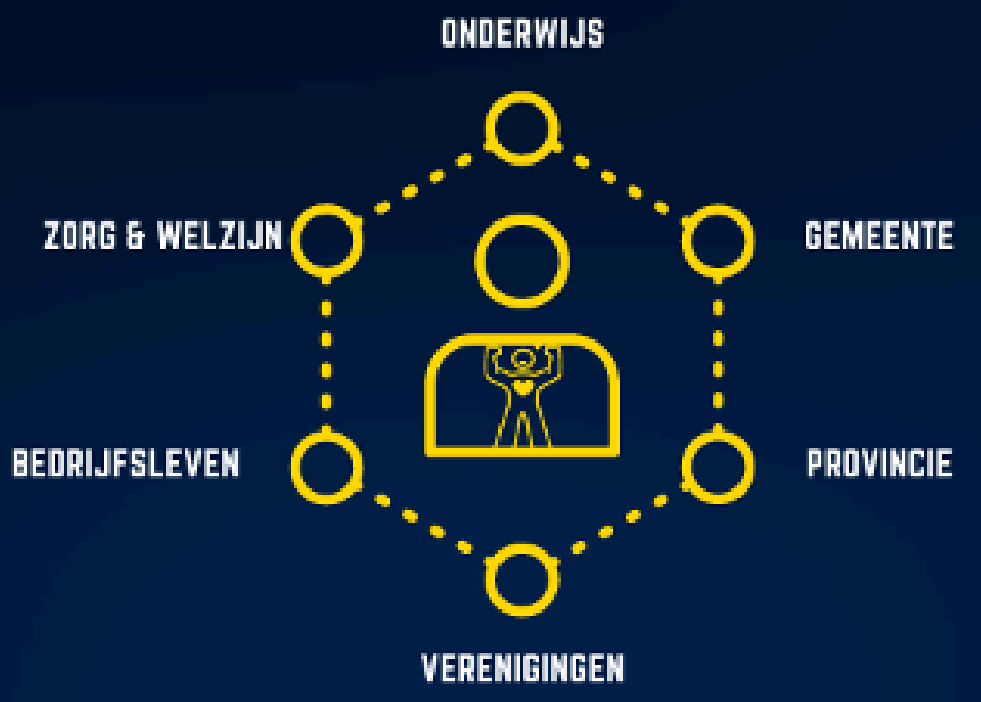 ONDERWIJS
ZORG & WELZIJN
GEMEENTE
BEDRIJFSLEVEN
PROVINCIE
VERENIGINGEN